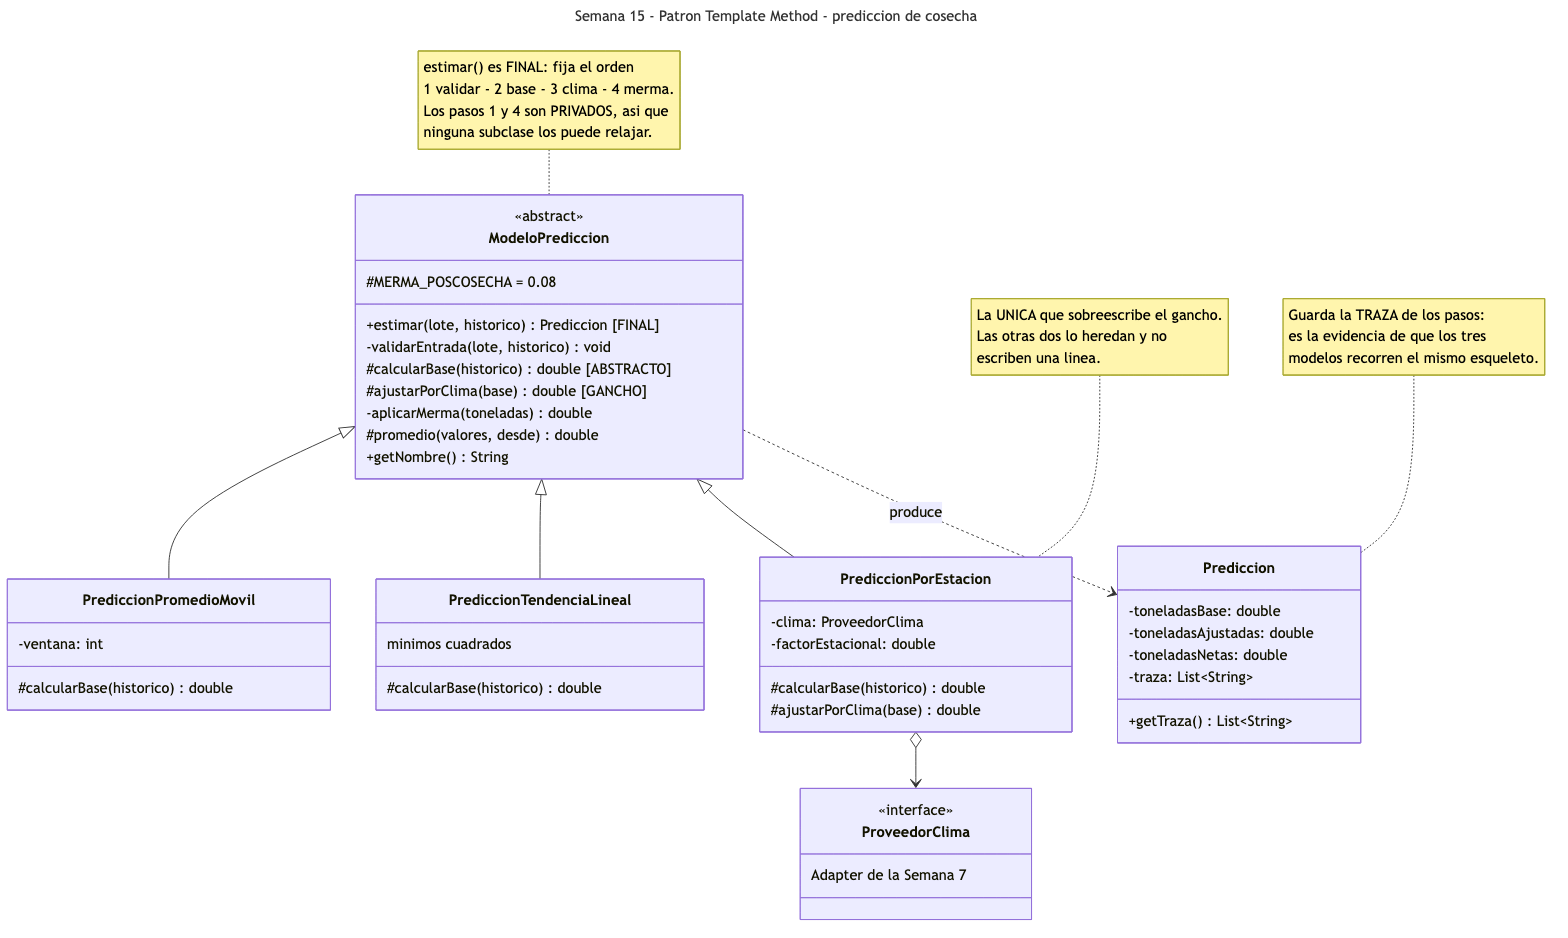 Semana 15 - Patron Template Method - prediccion de cosecha
estimar() es FINAL: fija el orden
1 validar - 2 base - 3 clima - 4 merma.
Los pasos 1 y 4 son PRIVADOS, asi que
ninguna subclase los puede relajar.
«abstract»
ModeloPrediccion
#MERMA_POSCOSECHA = 0.08
+estimar(lote, historico) : Prediccion [FINAL]
-validarEntrada(lote, historico) : void
#calcularBase(historico) : double [ABSTRACTO]
#ajustarPorClima(base) : double [GANCHO]
-aplicarMerma(toneladas) : double
#promedio(valores, desde) : double
+getNombre() : String
La UNICA que sobreescribe el gancho.
Las otras dos lo heredan y no
escriben una linea.
Guarda la TRAZA de los pasos:
es la evidencia de que los tres
modelos recorren el mismo esqueleto.
produce
PrediccionPromedioMovil
-ventana: int
#calcularBase(historico) : double
PrediccionTendenciaLineal
minimos cuadrados
#calcularBase(historico) : double
PrediccionPorEstacion
-clima: ProveedorClima
-factorEstacional: double
#calcularBase(historico) : double
#ajustarPorClima(base) : double
Prediccion
-toneladasBase: double
-toneladasAjustadas: double
-toneladasNetas: double
-traza: List<String>
+getTraza() : List<String>
«interface»
ProveedorClima
Adapter de la Semana 7